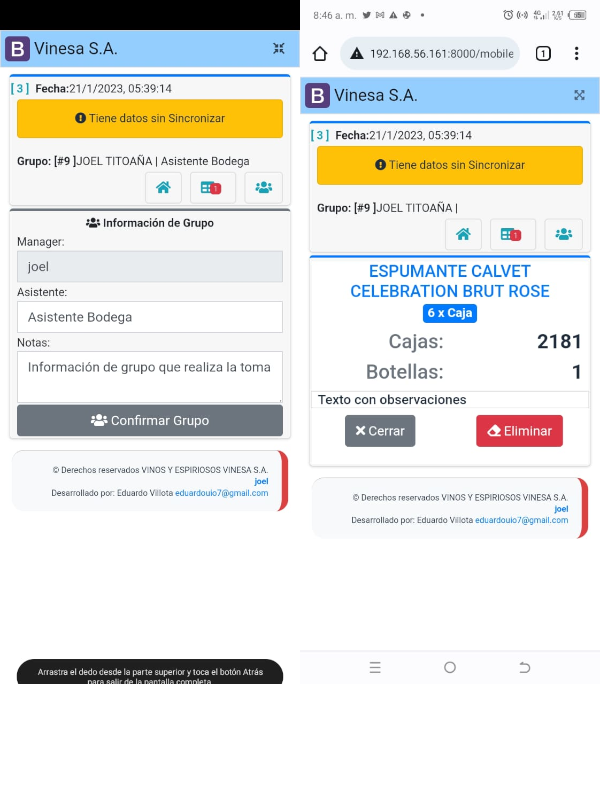 B Vinesa S.A.
[ 3 ] Fecha:21/1/2023, 05:39:14
Tiene datos sin Sincronizar
Grupo: [#9 ]JOEL TITOAÑA | Asistente Bodega
1
Información de Grupo
Manager:
joel
Asistente:
Asistente Bodega
Notas:
Información de grupo que realiza la toma
Confirmar Grupo
© Derechos reservados VINOS Y ESPIRIOSOS VINESA S.A.
joel
Desarrollado por: Eduardo Villota eduardouio7@gmail.com
Arrastra el dedo desde la parte superior y toca el botón Atrás
para salir de la pantalla completa
8:46 a. m.
192.168.56.161:8000/mobile
1
B Vinesa S.A.
[ 3 ] Fecha:21/1/2023, 05:39:14
Tiene datos sin Sincronizar
Grupo: [#9 ]JOEL TITOAÑA |
1
ESPUMANTE CALVET
CELEBRATION BRUT ROSE
6 x Caja
Cajas: 2181
Botellas: 1
Texto con observaciones
Cerrar Eliminar
© Derechos reservados VINOS Y ESPIRIOSOS VINESA S.A.
joel
Desarrollado por: Eduardo Villota eduardouio7@gmail.com